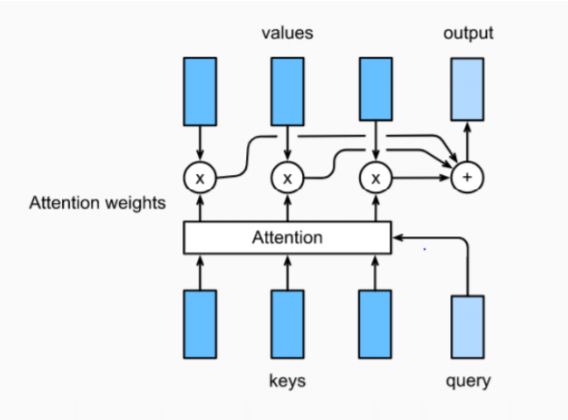 values output
x x x +
Attention weights
Attention
keys query